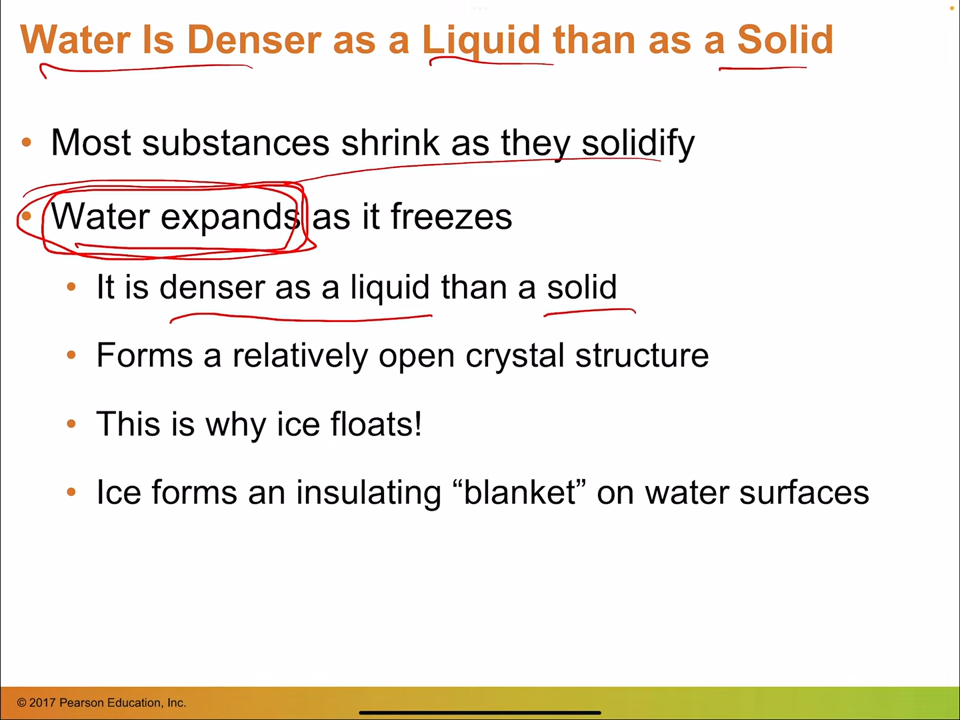 Water Is Denser as a Liquid than as a Solid
• Most substances shrink as they solidify
• Water expands as it freezes
• It is denser as a liquid than a solid
• Forms a relatively open crystal structure
• This is why ice floats!
• Ice forms an insulating “blanket” on water surfaces
© 2017 Pearson Education, Inc.